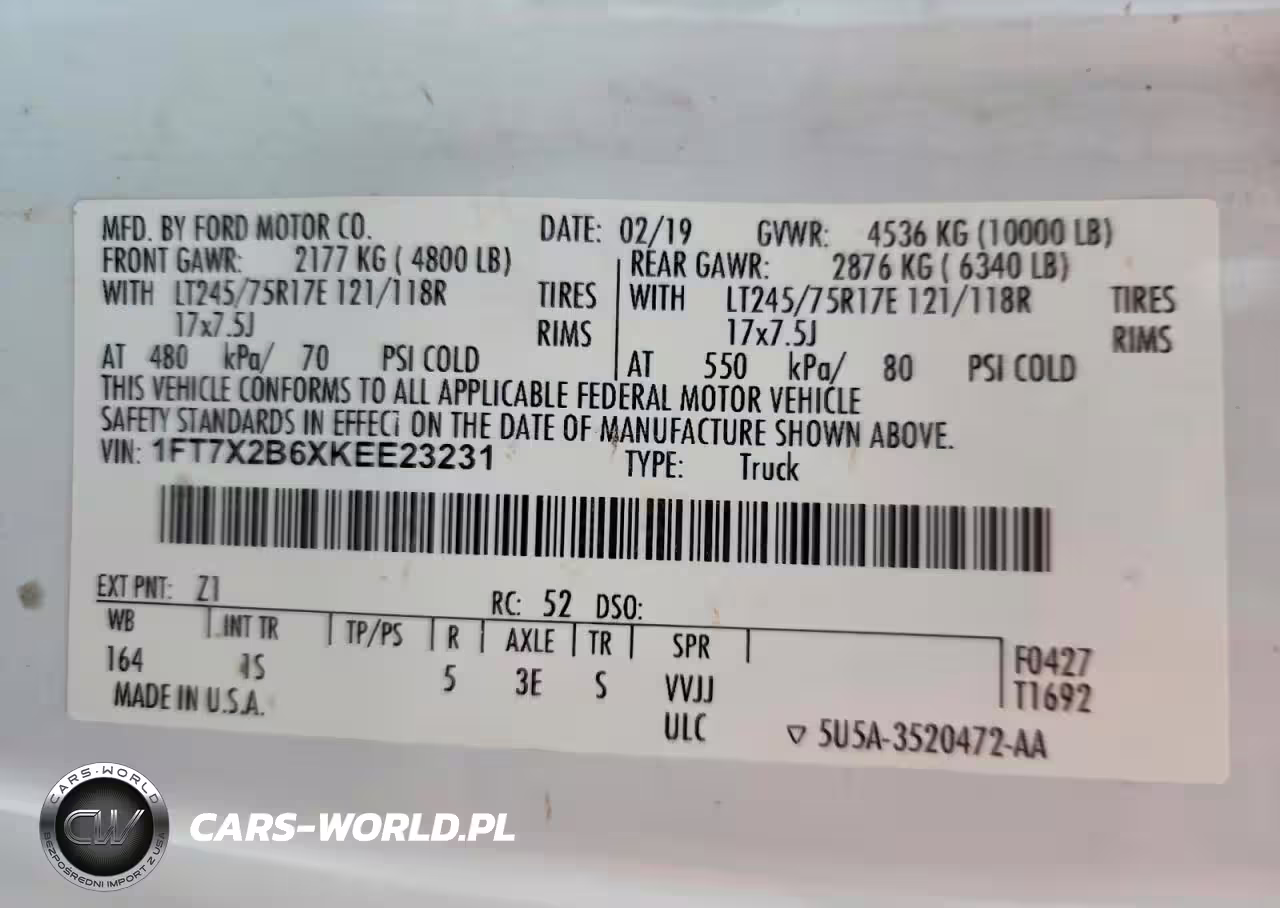 MFD. BY FORD MOTOR CO. DATE: 02/19 GVWR: 4536 KG (10000 LB)
FRONT GAWR: 2177 KG ( 4800 LB) REAR GAWR: 2876 KG ( 6340 LB)
WITH LT245/75R17E 121/118R TIRES WITH LT245/75R17E 121/118R TIRES
17x7.5J RIMS 17x7.5J RIMS
AT 480 kPa/ 70 PSI COLD AT 550 kPa/ 80 PSI COLD
THIS VEHICLE CONFORMS TO ALL APPLICABLE FEDERAL MOTOR VEHICLE
SAFETY STANDARDS IN EFFECT ON THE DATE OF MANUFACTURE SHOWN ABOVE.
VIN: 1FT7X2B6XKEE23231 TYPE: Truck
EXT PNT: Z1 RC: 52 DSO:
WB INT TR TP/PS R AXLE TR SPR
164 1S 5 3E S VVJJ F0427
MADE IN U.S.A. ULC T1692
▽ 5U5A-3520472-AA
CARS-WORLD
CW
BEZPOŚREDNI IMPORT Z USA
CARS-WORLD.PL